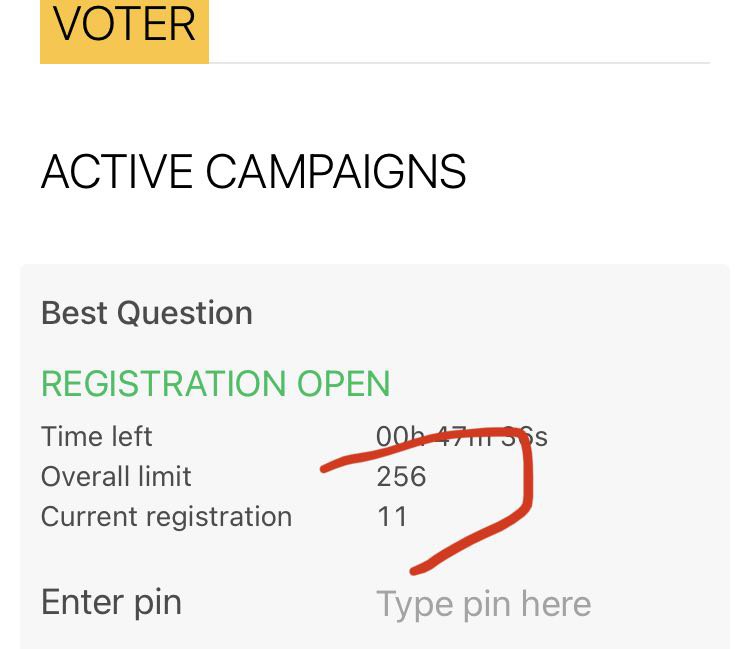 VOTER
ACTIVE CAMPAIGNS
Best Question
REGISTRATION OPEN
Time left 00h 47m 36s
Overall limit 256
Current registration 11
Enter pin Type pin here